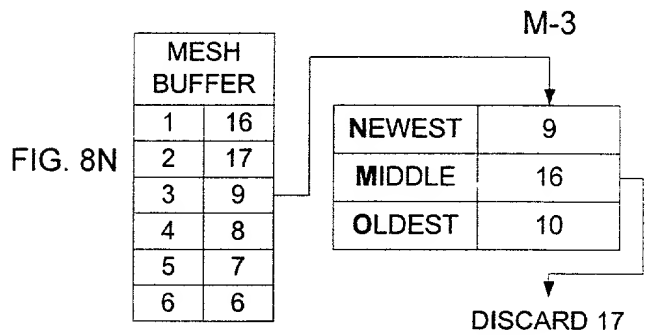 M-3
MESH
BUFFER
1 16
2 17
3 9
4 8
5 7
6 6
FIG. 8N
NEWEST 9
MIDDLE 16
OLDEST 10
DISCARD 17